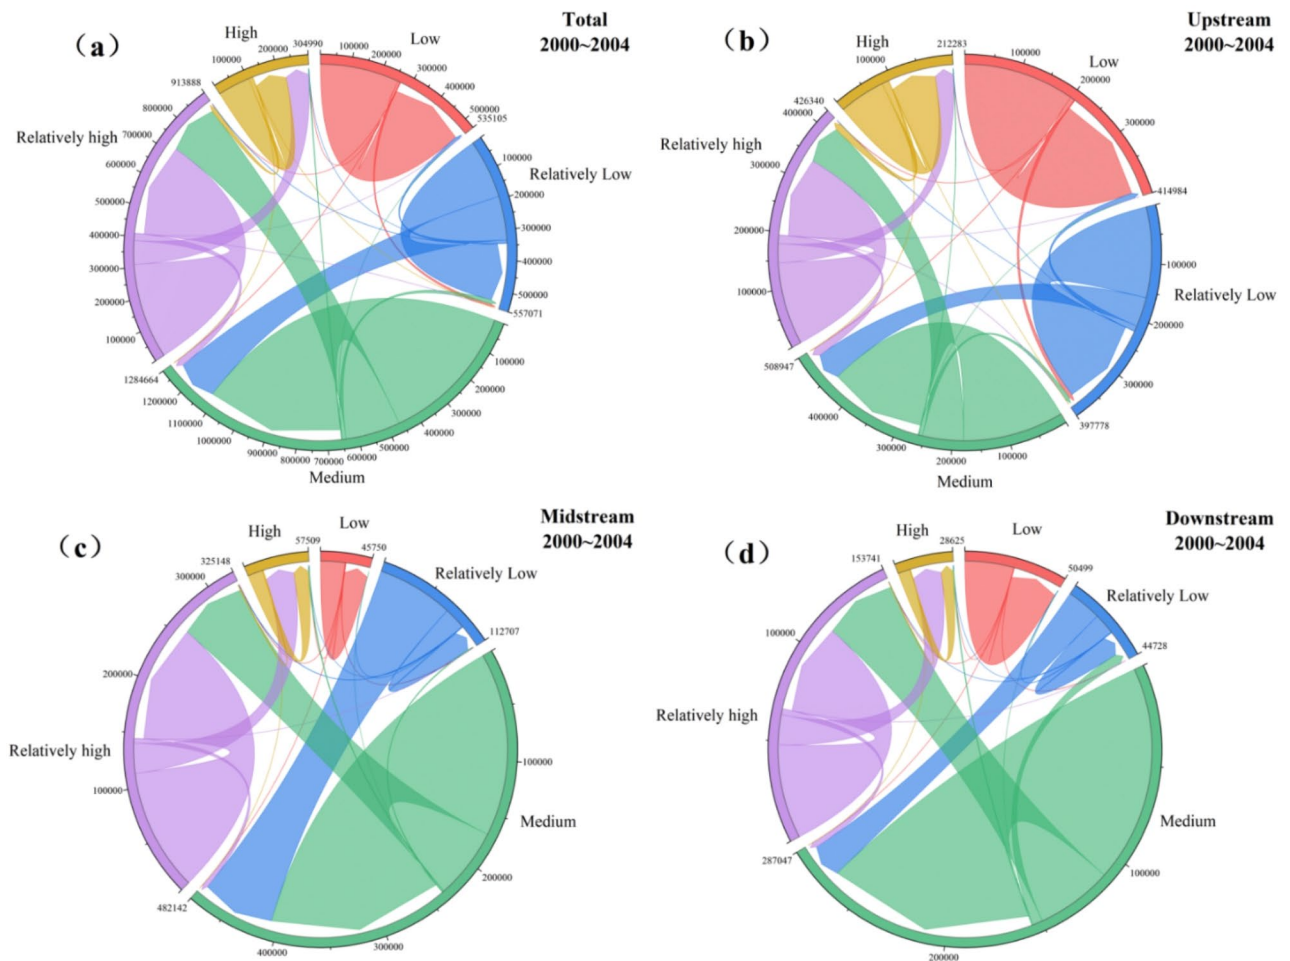 (a)
Total
2000~2004
High
Low
Relatively Low
Medium
Relatively high
100000
200000
304990
100000
200000
300000
400000
500000
535105
100000
200000
300000
400000
500000
557071
100000
200000
300000
400000
500000
600000
700000
800000
900000
1000000
1100000
1200000
1284664
100000
200000
300000
400000
500000
600000
700000
800000
913888
(b)
Upstream
2000~2004
High
Low
Relatively Low
Medium
Relatively high
100000
212283
100000
200000
300000
414984
100000
200000
300000
397778
100000
200000
300000
400000
508947
100000
200000
300000
400000
426340
(c)
Midstream
2000~2004
High
Low
Relatively Low
Medium
Relatively high
57509
45750
112707
100000
200000
300000
400000
482142
100000
200000
300000
325148
(d)
Downstream
2000~2004
High
Low
Relatively Low
Medium
Relatively high
28625
50499
44728
100000
200000
287047
100000
153741